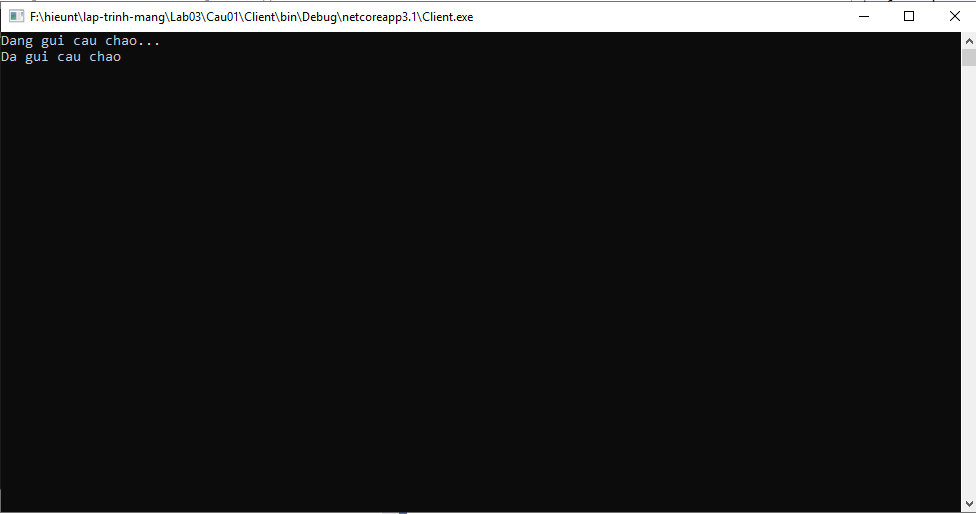 F:\hieunt\lap-trinh-mang\Lab03\Cau01\Client\bin\Debug\netcoreapp3.1\Client.exe
Dang gui cau chao...
Da gui cau chao